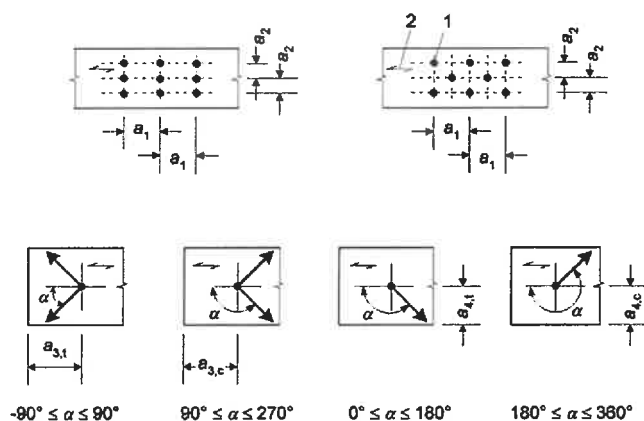 2 1
a₂
a₂
a₂
a₂
a₁
a₁
a₁
a₁
α
α
α
α
a₄,t
a₄,c
a₃,t
a₃,c
-90° ≤ α ≤ 90°
90° ≤ α ≤ 270°
0° ≤ α ≤ 180°
180° ≤ α ≤ 360°